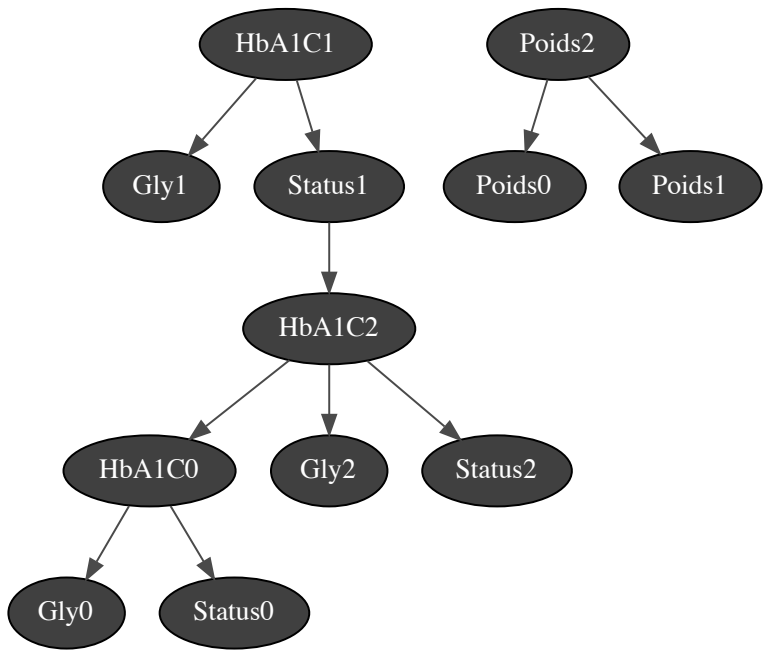 HbA1C1
Poids2
Gly1
Status1
Poids0
Poids1
HbA1C2
HbA1C0
Gly2
Status2
Gly0
Status0